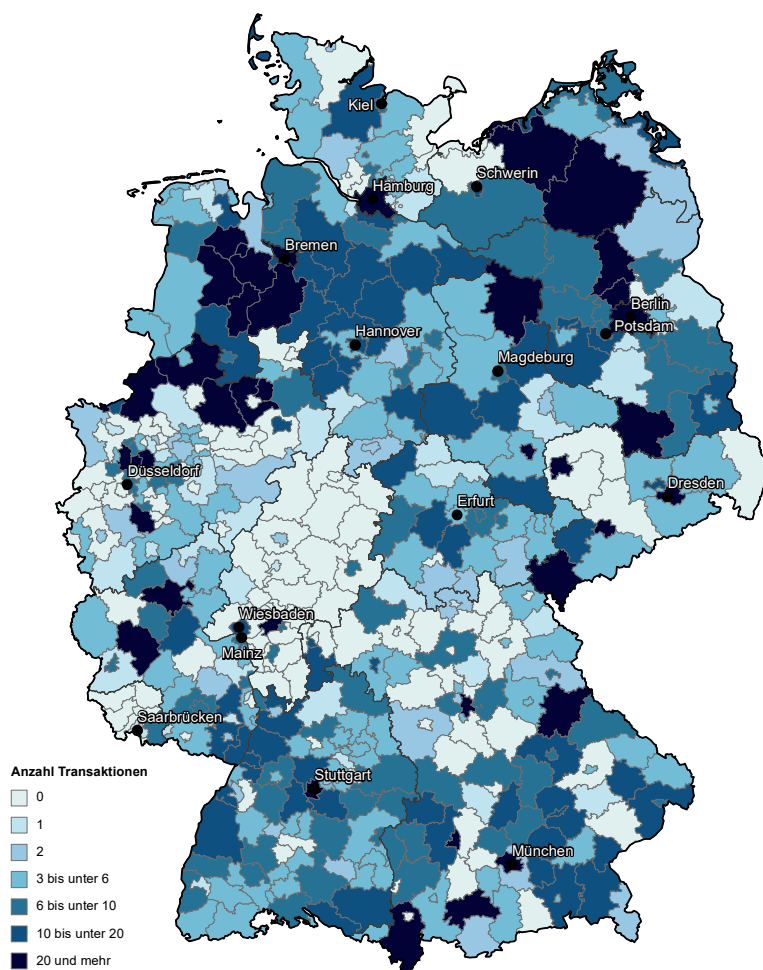 Kiel
Schwerin
Hamburg
Bremen
Berlin
Potsdam
Hannover
Magdeburg
Düsseldorf
Dresden
Erfurt
Wiesbaden
Mainz
Saarbrücken
Stuttgart
München
Anzahl Transaktionen
0
1
2
3 bis unter 6
6 bis unter 10
10 bis unter 20
20 und mehr